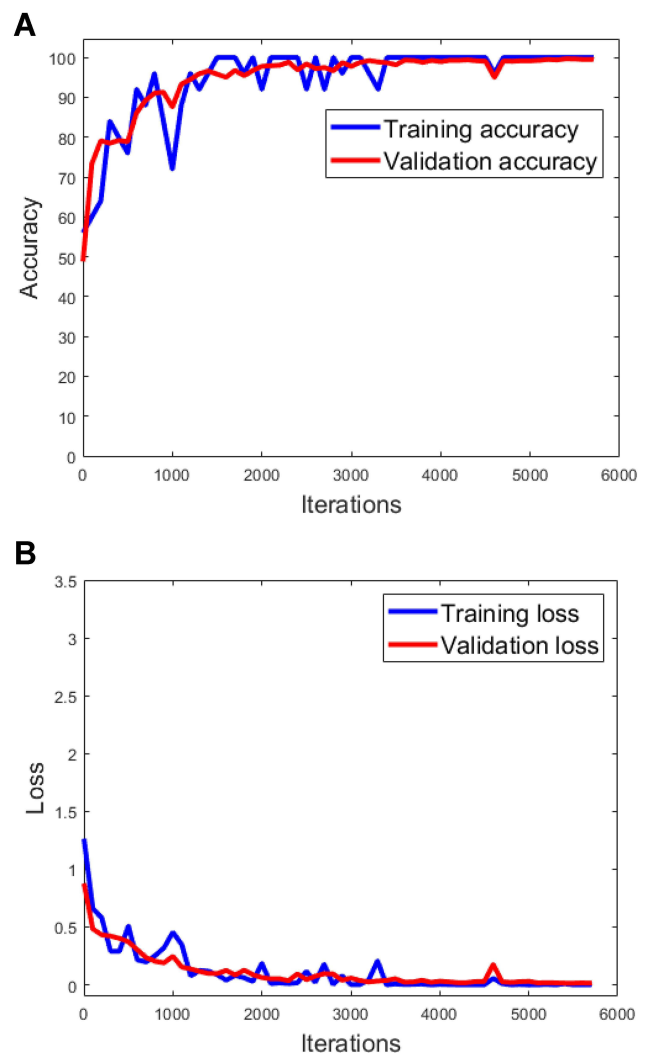 A
100
90
80
70
60
50
40
30
20
10
0
Accuracy
Training accuracy
Validation accuracy
0 1000 2000 3000 4000 5000 6000
Iterations
B
3.5
3
2.5
2
1.5
1
0.5
0
Loss
Training loss
Validation loss
0 1000 2000 3000 4000 5000 6000
Iterations